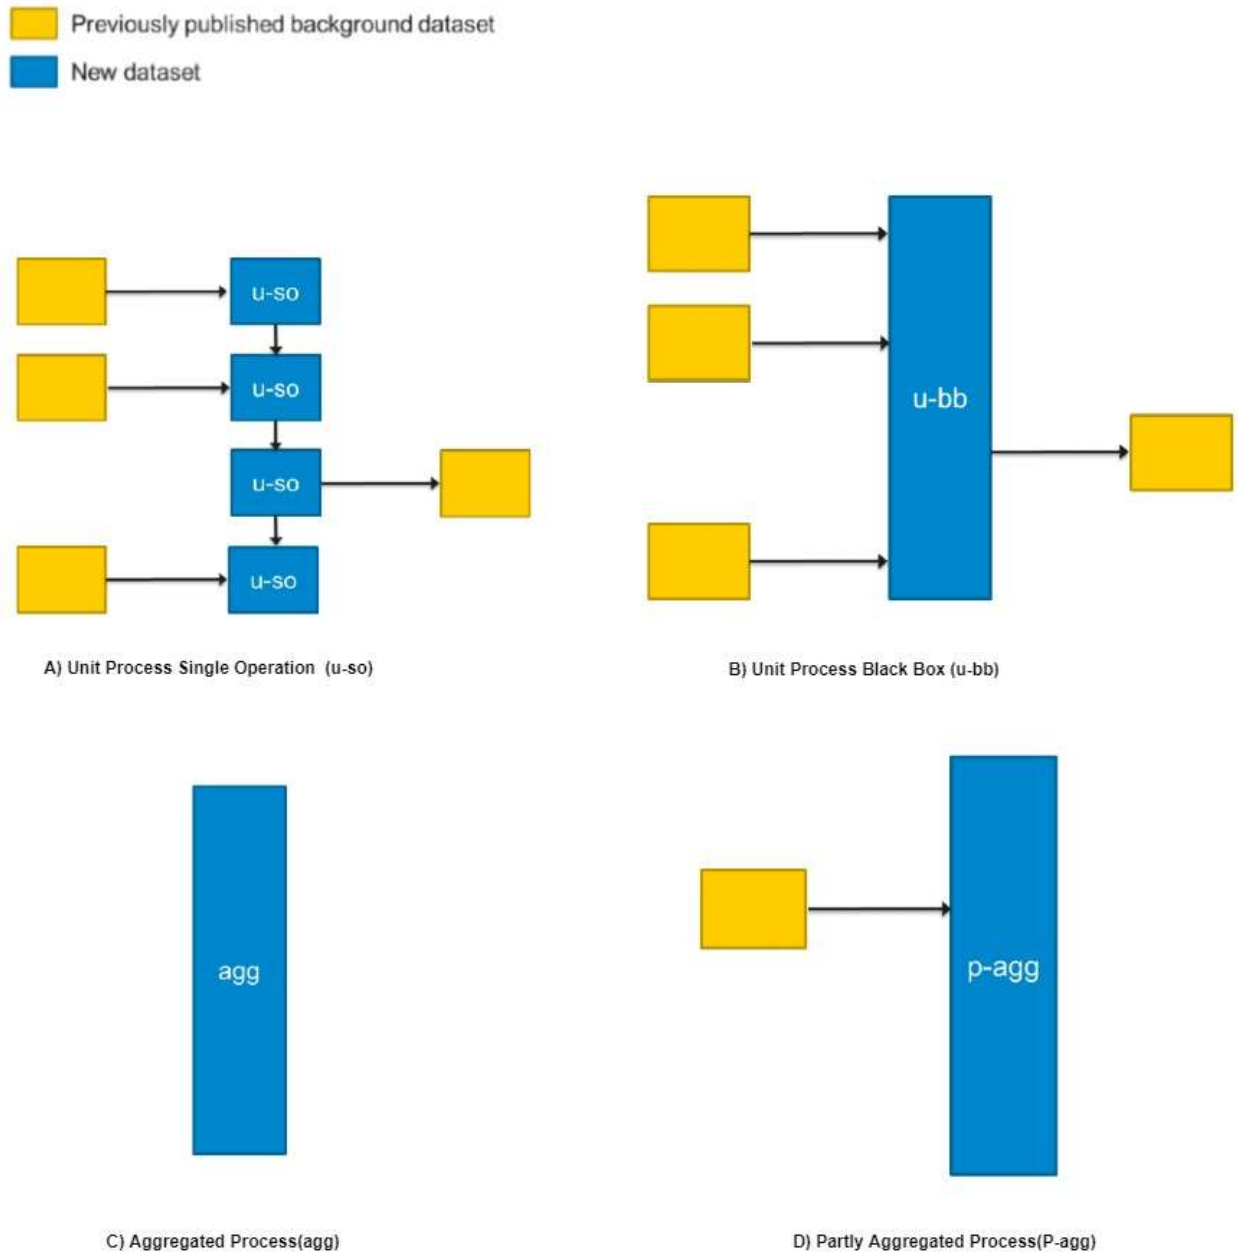 Previously published background dataset
New dataset
u-so
u-so
u-so
u-so
A) Unit Process Single Operation (u-so)
u-bb
B) Unit Process Black Box (u-bb)
agg
C) Aggregated Process(agg)
p-agg
D) Partly Aggregated Process(P-agg)